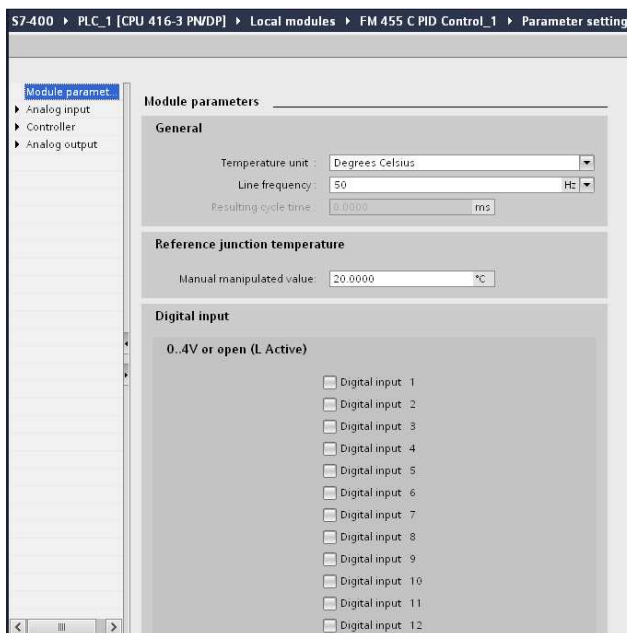 S7-400 ▸ PLC_1 [CPU 416-3 PN/DP] ▸ Local modules ▸ FM 455 C PID Control_1 ▸ Parameter setting
Module paramet...
Analog input
Controller
Analog output
Module parameters
General
Temperature unit : Degrees Celsius
Line frequency : 50 Hz
Resulting cycle time : 0.0000 ms
Reference junction temperature
Manual manipulated value: 20.0000 °C
Digital input
0..4V or open (L Active)
Digital input 1
Digital input 2
Digital input 3
Digital input 4
Digital input 5
Digital input 6
Digital input 7
Digital input 8
Digital input 9
Digital input 10
Digital input 11
Digital input 12